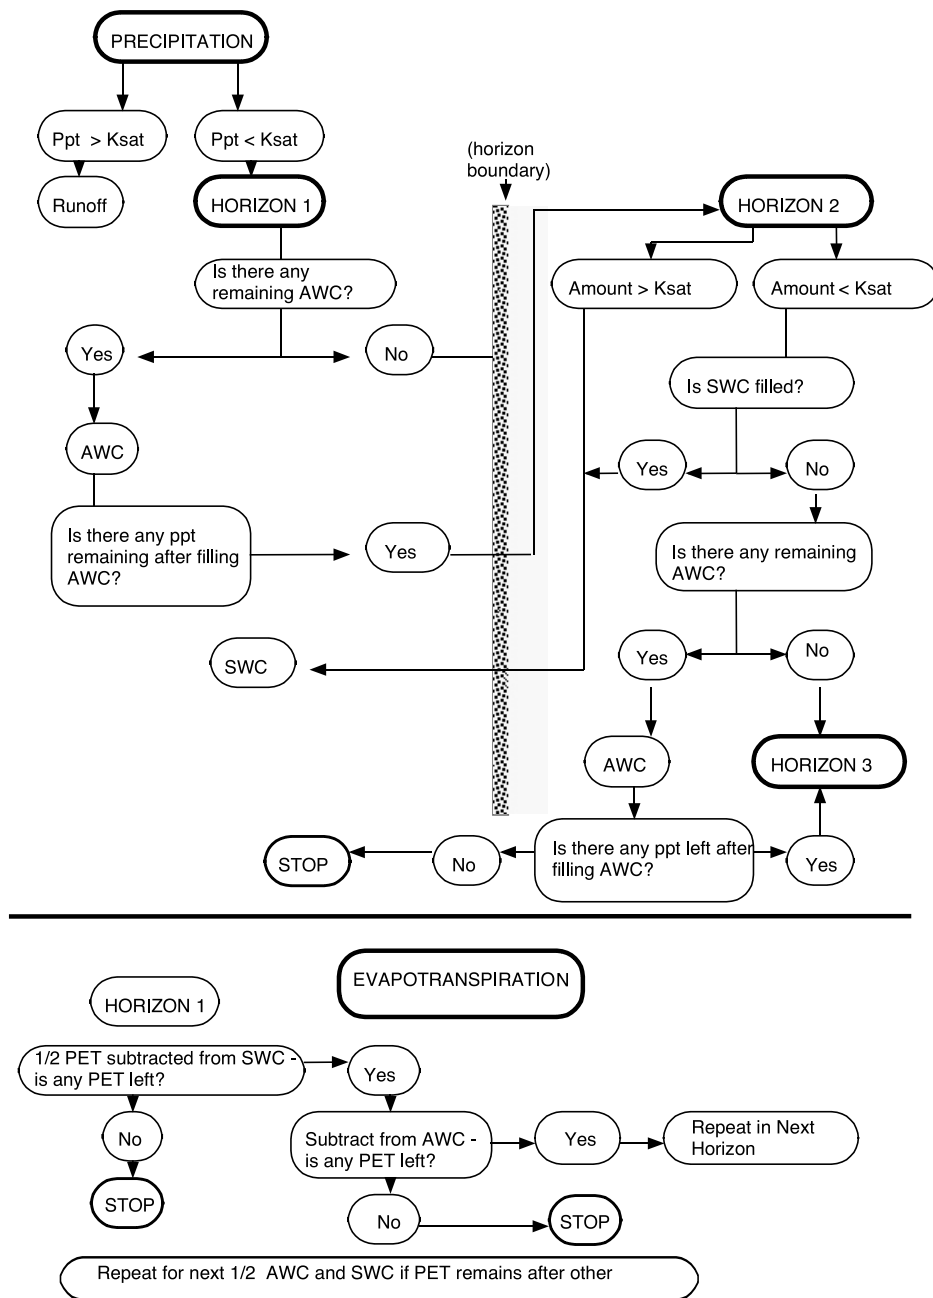 PRECIPITATION
Ppt > Ksat
Ppt < Ksat
Runoff
HORIZON 1
Is there any
remaining AWC?
Yes
No
AWC
Is there any ppt
remaining after filling
AWC?
Yes
SWC
(horizon
boundary)
HORIZON 2
Amount > Ksat
Amount < Ksat
Is SWC filled?
Yes
No
Is there any remaining
AWC?
Yes
No
AWC
HORIZON 3
Is there any ppt left after
filling AWC?
No
Yes
STOP
EVAPOTRANSPIRATION
HORIZON 1
1/2 PET subtracted from SWC -
is any PET left?
Yes
No
STOP
Subtract from AWC -
is any PET left?
Yes
Repeat in Next
Horizon
No
STOP
Repeat for next 1/2  AWC and SWC if PET remains after other